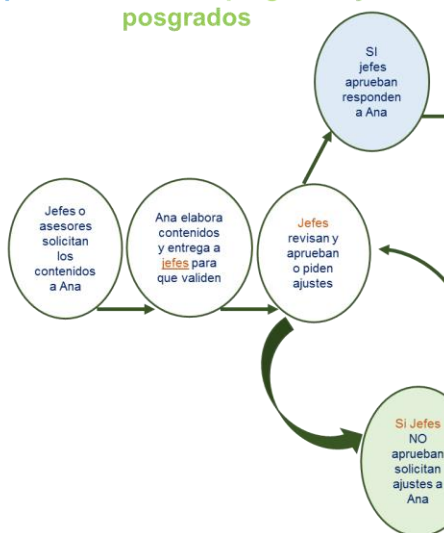 posgrados
SI
jefes
aprueban
responden
a Ana
Jefes o
asesores
solicitan
los
contenidos
a Ana
Ana elabora
contenidos
y entrega a
jefes para
que validen
Jefes
revisan y
aprueban
o piden
ajustes
Si Jefes
NO
aprueban
solicitan
ajustes a
Ana